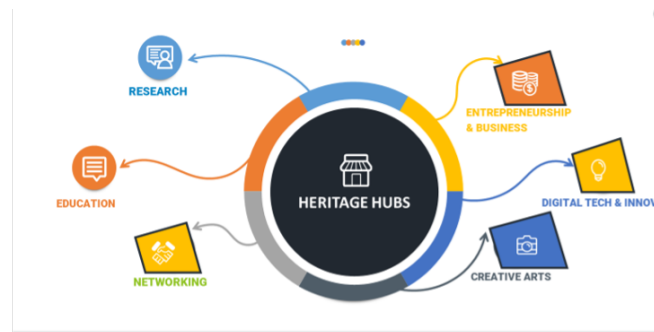 RESEARCH
ENTREPRENEURSHIP
& BUSINESS
EDUCATION
HERITAGE HUBS
DIGITAL TECH & INNOV
NETWORKING
CREATIVE ARTS